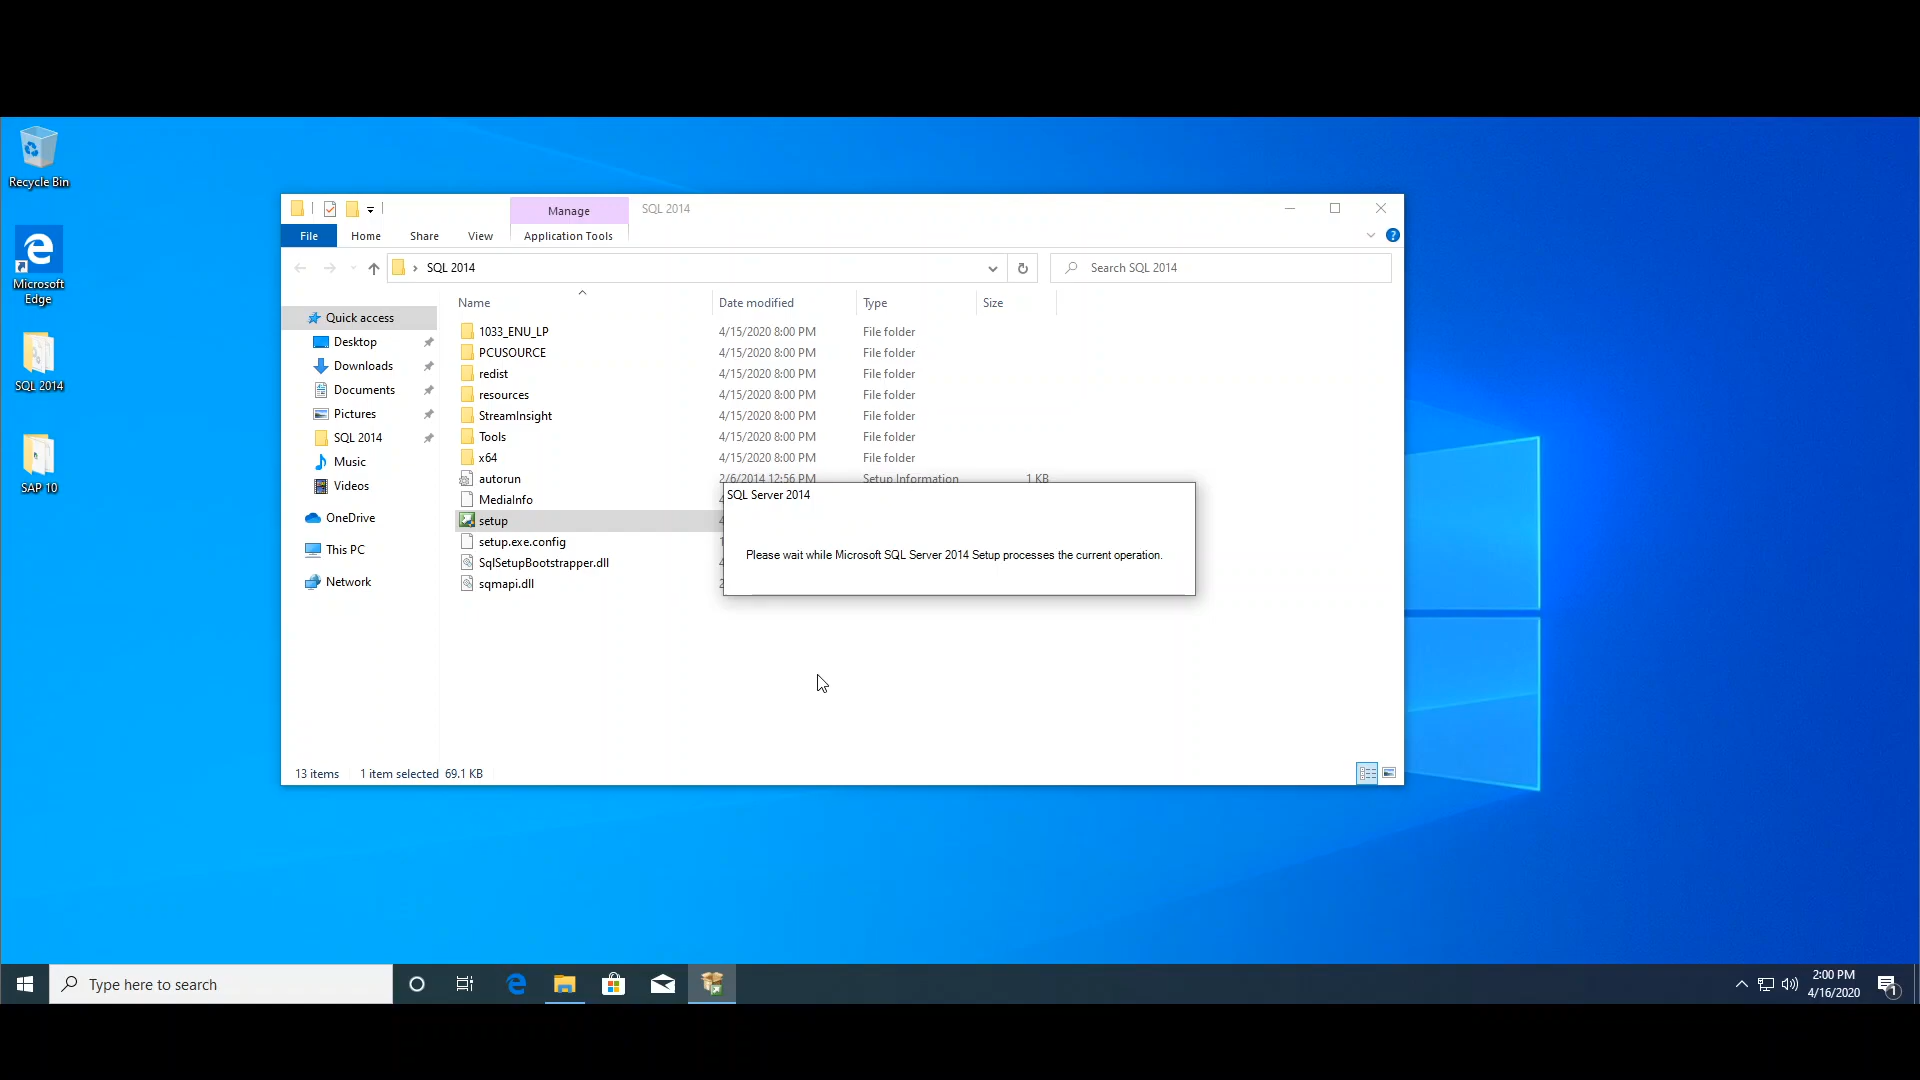 Recycle Bin
Microsoft
Edge
SQL 2014
SAP 10
Manage
SQL 2014
File
Home
Share
View
Application Tools
SQL 2014
Search SQL 2014
Name
Date modified
Type
Size
Quick access
Desktop
Downloads
Documents
Pictures
SQL 2014
Music
Videos
OneDrive
This PC
Network
1033_ENU_LP 4/15/2020 8:00 PM File folder
PCUSOURCE 4/15/2020 8:00 PM File folder
redist 4/15/2020 8:00 PM File folder
resources 4/15/2020 8:00 PM File folder
StreamInsight 4/15/2020 8:00 PM File folder
Tools 4/15/2020 8:00 PM File folder
x64 4/15/2020 8:00 PM File folder
autorun 2/6/2014 12:56 PM Setup Information 1 KB
MediaInfo
setup
setup.exe.config
SqlSetupBootstrapper.dll
sqmapi.dll
SQL Server 2014
Please wait while Microsoft SQL Server 2014 Setup processes the current operation.
13 items 1 item selected 69.1 KB
Type here to search
2:00 PM
4/16/2020
1